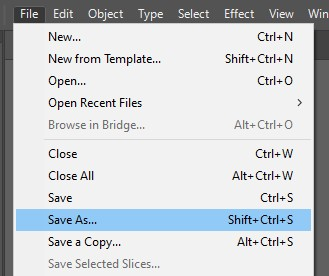 File Edit Object Type Select Effect View Win
New... Ctrl+N
New from Template... Shift+Ctrl+N
Open... Ctrl+O
Open Recent Files >
Browse in Bridge... Alt+Ctrl+O
Close Ctrl+W
Close All Alt+Ctrl+W
Save Ctrl+S
Save As... Shift+Ctrl+S
Save a Copy... Alt+Ctrl+S
Save Selected Slices...